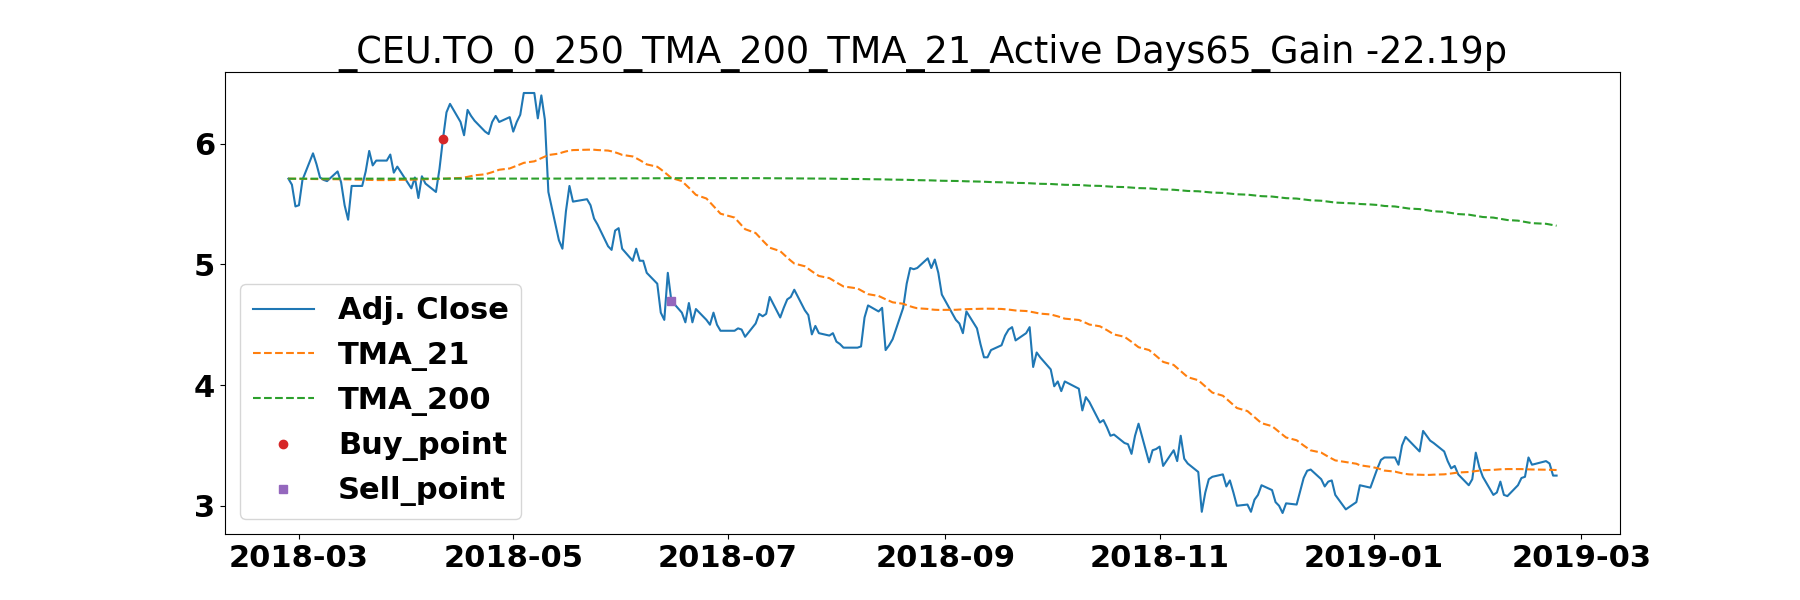 _CEU.TO_0_250_TMA_200_TMA_21_Active Days65_Gain -22.19p
6
5
4
3
Adj. Close
TMA_21
TMA_200
Buy_point
Sell_point
2018-03 2018-05 2018-07 2018-09 2018-11 2019-01 2019-03